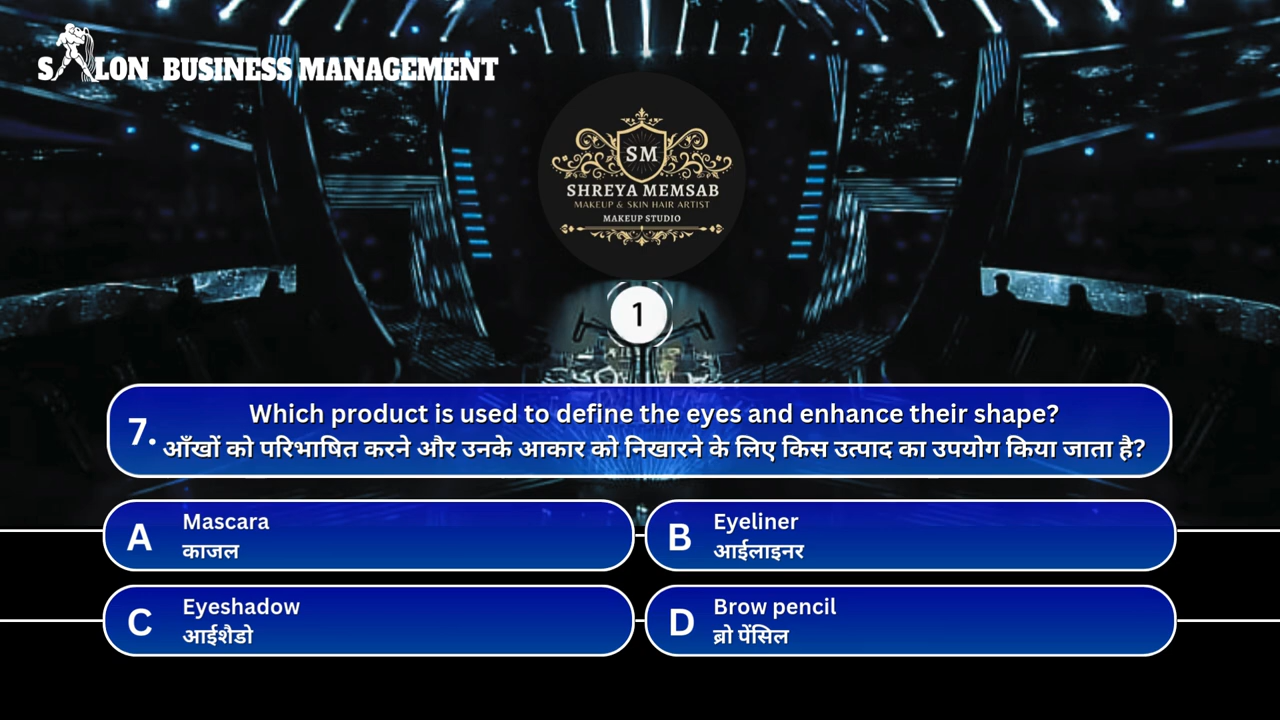 SALON BUSINESS MANAGEMENT
SM
SHREYA MEMSAB
MAKEUP & SKIN HAIR ARTIST
MAKEUP STUDIO
1
7. Which product is used to define the eyes and enhance their shape?
आँखों को परिभाषित करने और उनके आकार को निखारने के लिए किस उत्पाद का उपयोग किया जाता है?
A Mascara
काजल
B Eyeliner
आईलाइनर
C Eyeshadow
आईशैडो
D Brow pencil
ब्रो पेंसिल